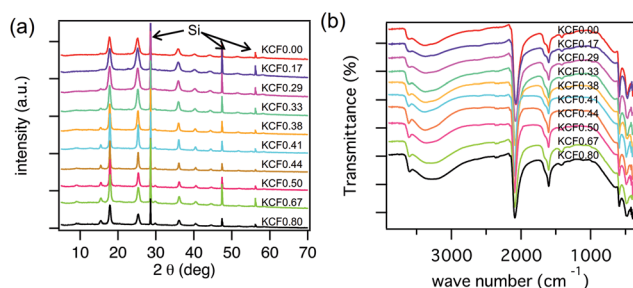 (a)
Si
KCF0.00
KCF0.17
KCF0.29
KCF0.33
KCF0.38
KCF0.41
KCF0.44
KCF0.50
KCF0.67
KCF0.80
intensity (a.u.)
10 20 30 40 50 60 70
2 θ (deg)
(b)
KCF0.00
KCF0.17
KCF0.29
KCF0.33
KCF0.38
KCF0.41
KCF0.44
KCF0.50
KCF0.67
KCF0.80
Transmittance (%)
3000 2000 1000
wave number (cm⁻¹)